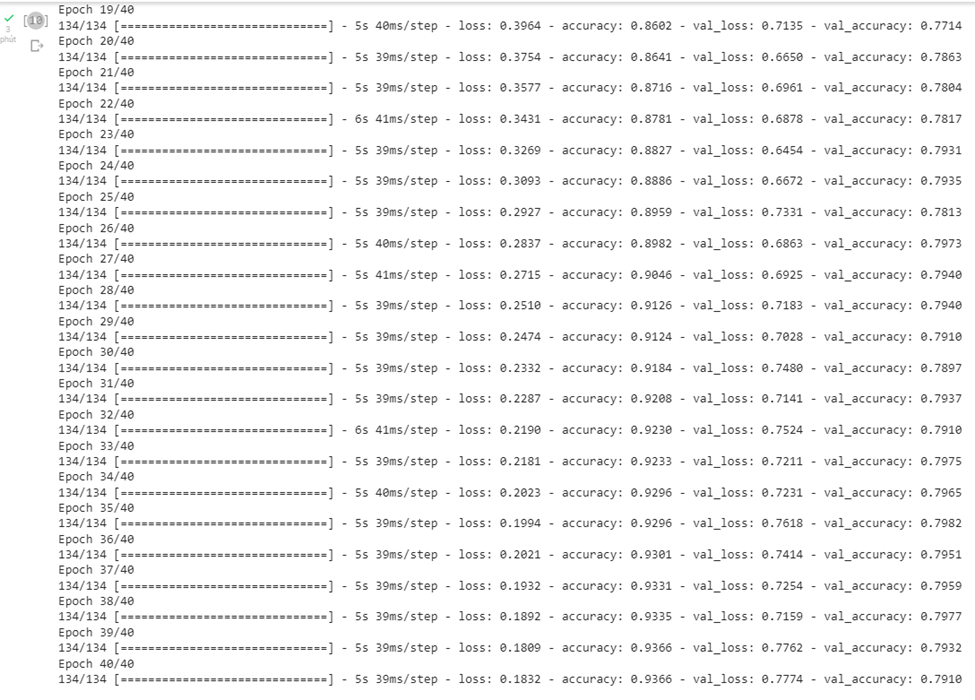 Epoch 19/40
[10] 134/134 [==============================] - 5s 40ms/step - loss: 0.3964 - accuracy: 0.8602 - val_loss: 0.7135 - val_accuracy: 0.7714
3
phút
Epoch 20/40
134/134 [==============================] - 5s 39ms/step - loss: 0.3754 - accuracy: 0.8641 - val_loss: 0.6650 - val_accuracy: 0.7863
Epoch 21/40
134/134 [==============================] - 5s 39ms/step - loss: 0.3577 - accuracy: 0.8716 - val_loss: 0.6961 - val_accuracy: 0.7804
Epoch 22/40
134/134 [==============================] - 6s 41ms/step - loss: 0.3431 - accuracy: 0.8781 - val_loss: 0.6878 - val_accuracy: 0.7817
Epoch 23/40
134/134 [==============================] - 5s 39ms/step - loss: 0.3269 - accuracy: 0.8827 - val_loss: 0.6454 - val_accuracy: 0.7931
Epoch 24/40
134/134 [==============================] - 5s 39ms/step - loss: 0.3093 - accuracy: 0.8886 - val_loss: 0.6672 - val_accuracy: 0.7935
Epoch 25/40
134/134 [==============================] - 5s 39ms/step - loss: 0.2927 - accuracy: 0.8959 - val_loss: 0.7331 - val_accuracy: 0.7813
Epoch 26/40
134/134 [==============================] - 5s 40ms/step - loss: 0.2837 - accuracy: 0.8982 - val_loss: 0.6863 - val_accuracy: 0.7973
Epoch 27/40
134/134 [==============================] - 5s 41ms/step - loss: 0.2715 - accuracy: 0.9046 - val_loss: 0.6925 - val_accuracy: 0.7940
Epoch 28/40
134/134 [==============================] - 5s 39ms/step - loss: 0.2510 - accuracy: 0.9126 - val_loss: 0.7183 - val_accuracy: 0.7940
Epoch 29/40
134/134 [==============================] - 5s 39ms/step - loss: 0.2474 - accuracy: 0.9124 - val_loss: 0.7028 - val_accuracy: 0.7910
Epoch 30/40
134/134 [==============================] - 5s 39ms/step - loss: 0.2332 - accuracy: 0.9184 - val_loss: 0.7480 - val_accuracy: 0.7897
Epoch 31/40
134/134 [==============================] - 5s 39ms/step - loss: 0.2287 - accuracy: 0.9208 - val_loss: 0.7141 - val_accuracy: 0.7937
Epoch 32/40
134/134 [==============================] - 6s 41ms/step - loss: 0.2190 - accuracy: 0.9230 - val_loss: 0.7524 - val_accuracy: 0.7910
Epoch 33/40
134/134 [==============================] - 5s 39ms/step - loss: 0.2181 - accuracy: 0.9233 - val_loss: 0.7211 - val_accuracy: 0.7975
Epoch 34/40
134/134 [==============================] - 5s 40ms/step - loss: 0.2023 - accuracy: 0.9296 - val_loss: 0.7231 - val_accuracy: 0.7965
Epoch 35/40
134/134 [==============================] - 5s 39ms/step - loss: 0.1994 - accuracy: 0.9296 - val_loss: 0.7618 - val_accuracy: 0.7982
Epoch 36/40
134/134 [==============================] - 5s 39ms/step - loss: 0.2021 - accuracy: 0.9301 - val_loss: 0.7414 - val_accuracy: 0.7951
Epoch 37/40
134/134 [==============================] - 5s 39ms/step - loss: 0.1932 - accuracy: 0.9331 - val_loss: 0.7254 - val_accuracy: 0.7959
Epoch 38/40
134/134 [==============================] - 5s 39ms/step - loss: 0.1892 - accuracy: 0.9335 - val_loss: 0.7159 - val_accuracy: 0.7977
Epoch 39/40
134/134 [==============================] - 5s 39ms/step - loss: 0.1809 - accuracy: 0.9366 - val_loss: 0.7762 - val_accuracy: 0.7932
Epoch 40/40
134/134 [==============================] - 5s 39ms/step - loss: 0.1832 - accuracy: 0.9366 - val_loss: 0.7774 - val_accuracy: 0.7910